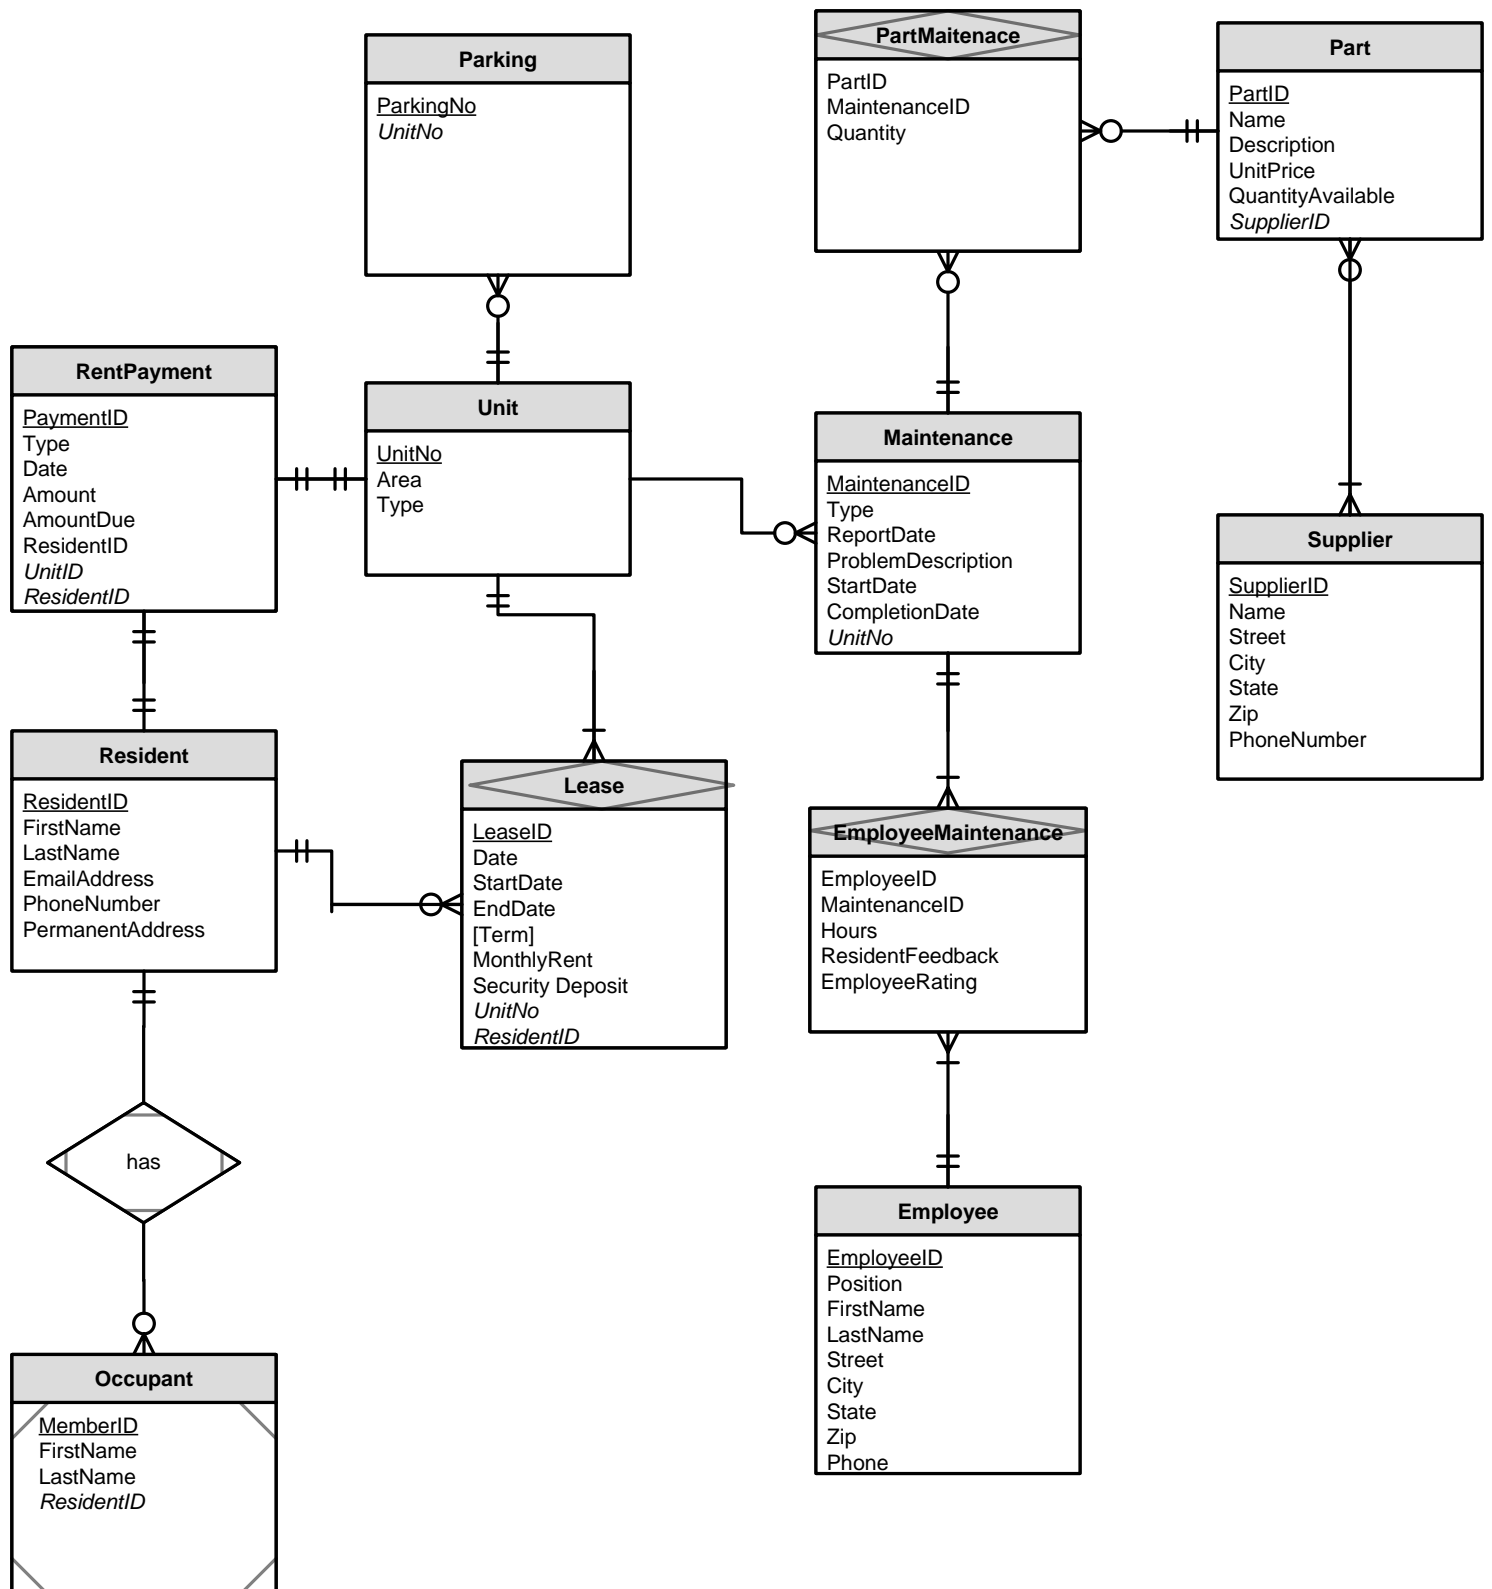 PartMaitenace
PartID
MaintenanceID
Quantity
Part
PartID
Name
Description
UnitPrice
QuantityAvailable
SupplierID
Parking
ParkingNo
UnitNo
RentPayment
PaymentID
Type
Date
Amount
AmountDue
ResidentID
UnitID
ResidentID
Unit
UnitNo
Area
Type
Maintenance
MaintenanceID
Type
ReportDate
ProblemDescription
StartDate
CompletionDate
UnitNo
Supplier
SupplierID
Name
Street
City
State
Zip
PhoneNumber
Resident
ResidentID
FirstName
LastName
EmailAddress
PhoneNumber
PermanentAddress
Lease
LeaseID
Date
StartDate
EndDate
[Term]
MonthlyRent
Security Deposit
UnitNo
ResidentID
EmployeeMaintenance
EmployeeID
MaintenanceID
Hours
ResidentFeedback
EmployeeRating
has
Employee
EmployeeID
Position
FirstName
LastName
Street
City
State
Zip
Phone
Occupant
MemberID
FirstName
LastName
ResidentID